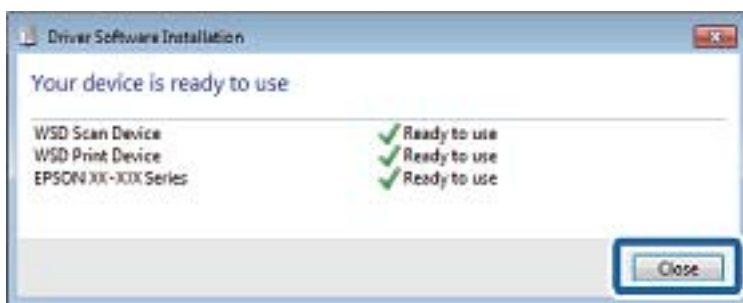 Driver Software Installation
Your device is ready to use
WSD Scan Device Ready to use
WSD Print Device Ready to use
EPSON XX-XXX Series Ready to use
Close